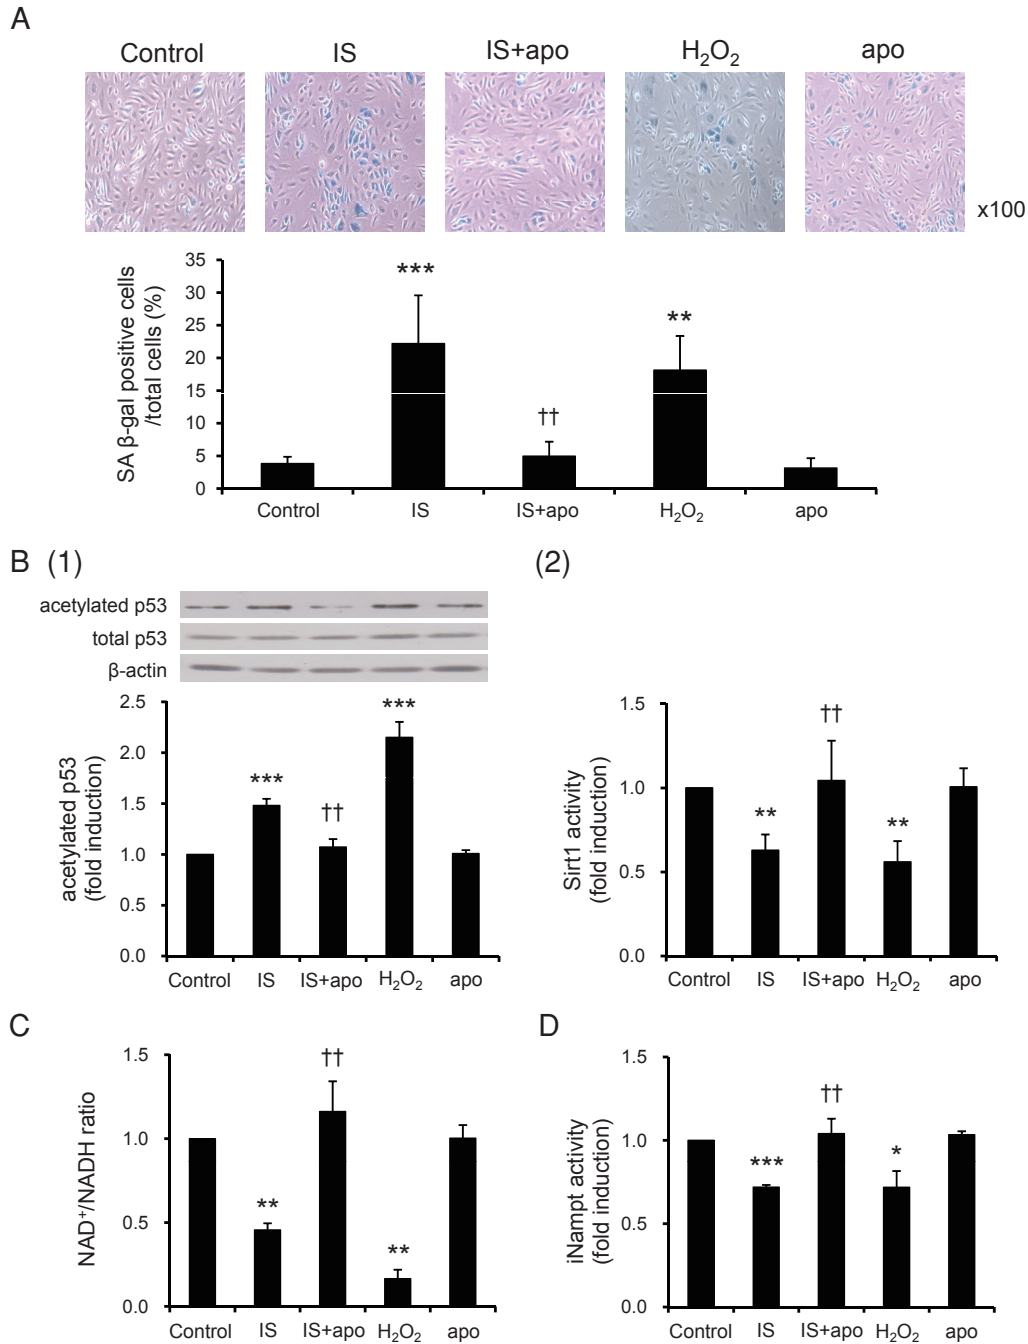 A
Control IS IS+apo H₂O₂ apo
x100
SA β-gal positive cells
/total cells (%)
35
30
25
20
15
10
5
0
***
††
**
Control IS IS+apo H₂O₂ apo
B (1)
acetylated p53
total p53
β-actin
acetylated p53
(fold induction)
2.5
2.0
1.5
1.0
0.5
0.0
***
††
***
Control IS IS+apo H₂O₂ apo
(2)
Sirt1 activity
(fold induction)
1.5
1.0
0.5
0.0
**
††
**
Control IS IS+apo H₂O₂ apo
C
NAD⁺/NADH ratio
1.5
1.0
0.5
0.0
**
††
**
Control IS IS+apo H₂O₂ apo
D
iNampt activity
(fold induction)
1.5
1.0
0.5
0.0
***
††
*
Control IS IS+apo H₂O₂ apo